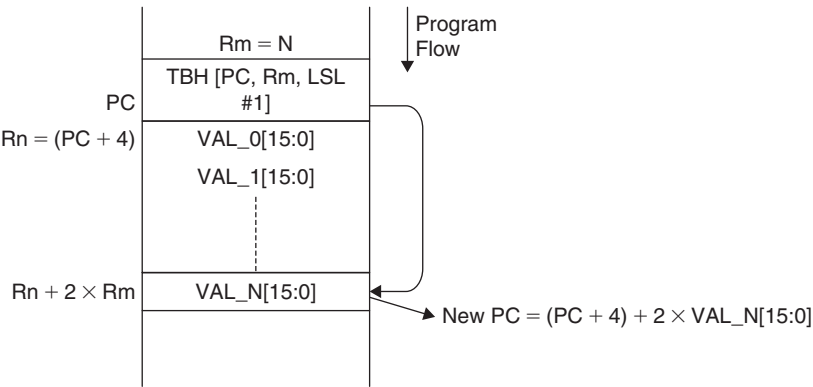 Program
Flow
Rm = N
TBH [PC, Rm, LSL
#1]
PC
Rn = (PC + 4)
VAL_0[15:0]
VAL_1[15:0]
Rn + 2 × Rm
VAL_N[15:0]
New PC = (PC + 4) + 2 × VAL_N[15:0]